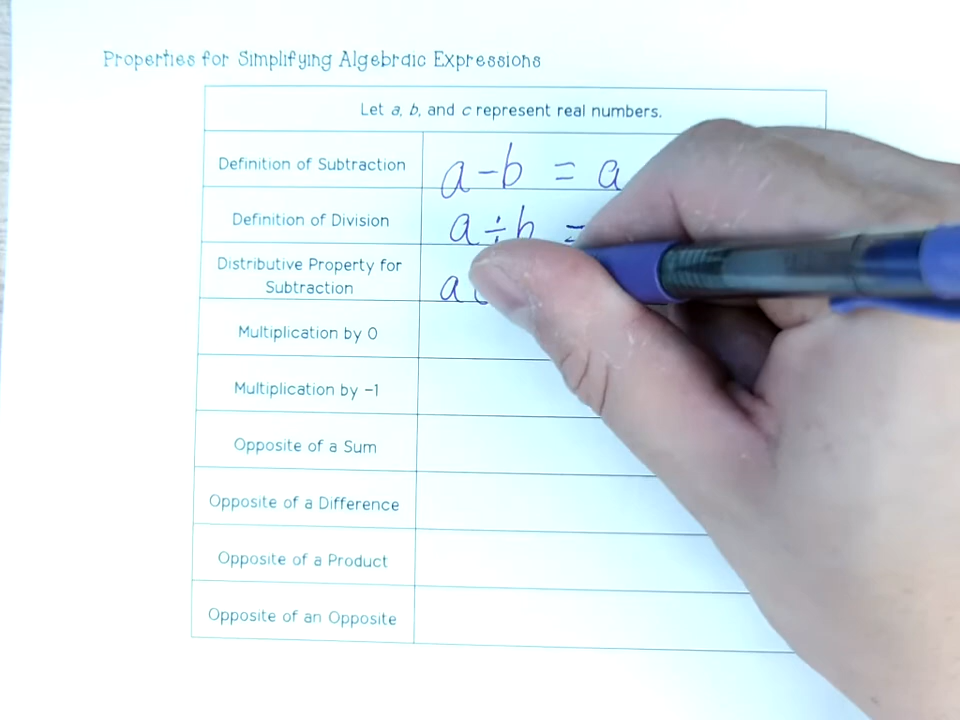 Properties for Simplifying Algebraic Expressions
Let a, b, and c represent real numbers.
Definition of Subtraction
a-b = a
Definition of Division
a÷b =
Distributive Property for
Subtraction
a(
Multiplication by 0
Multiplication by -1
Opposite of a Sum
Opposite of a Difference
Opposite of a Product
Opposite of an Opposite